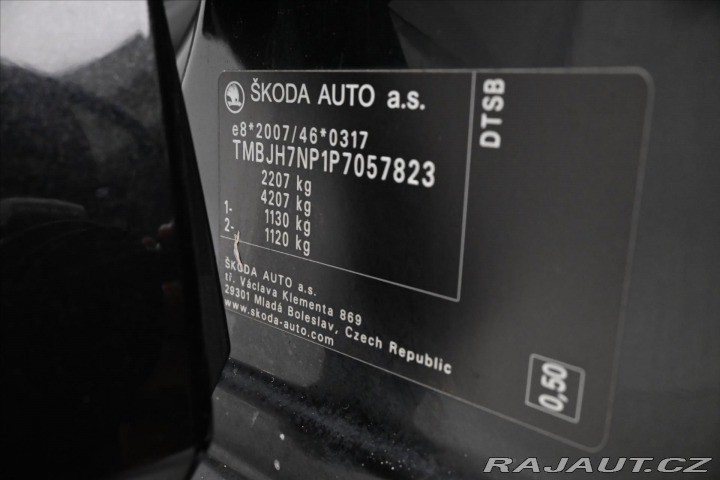 ŠKODA AUTO a.s.
e8*2007/46*0317
TMBJH7NP1P7057823
2207 kg
4207 kg
1- 1130 kg
2- 1120 kg
DTSB
ŠKODA AUTO a.s.
tř. Václava Klementa 869
29301 Mladá Boleslav, Czech Republic
www.skoda-auto.com
0,50
RAJAUT.CZ